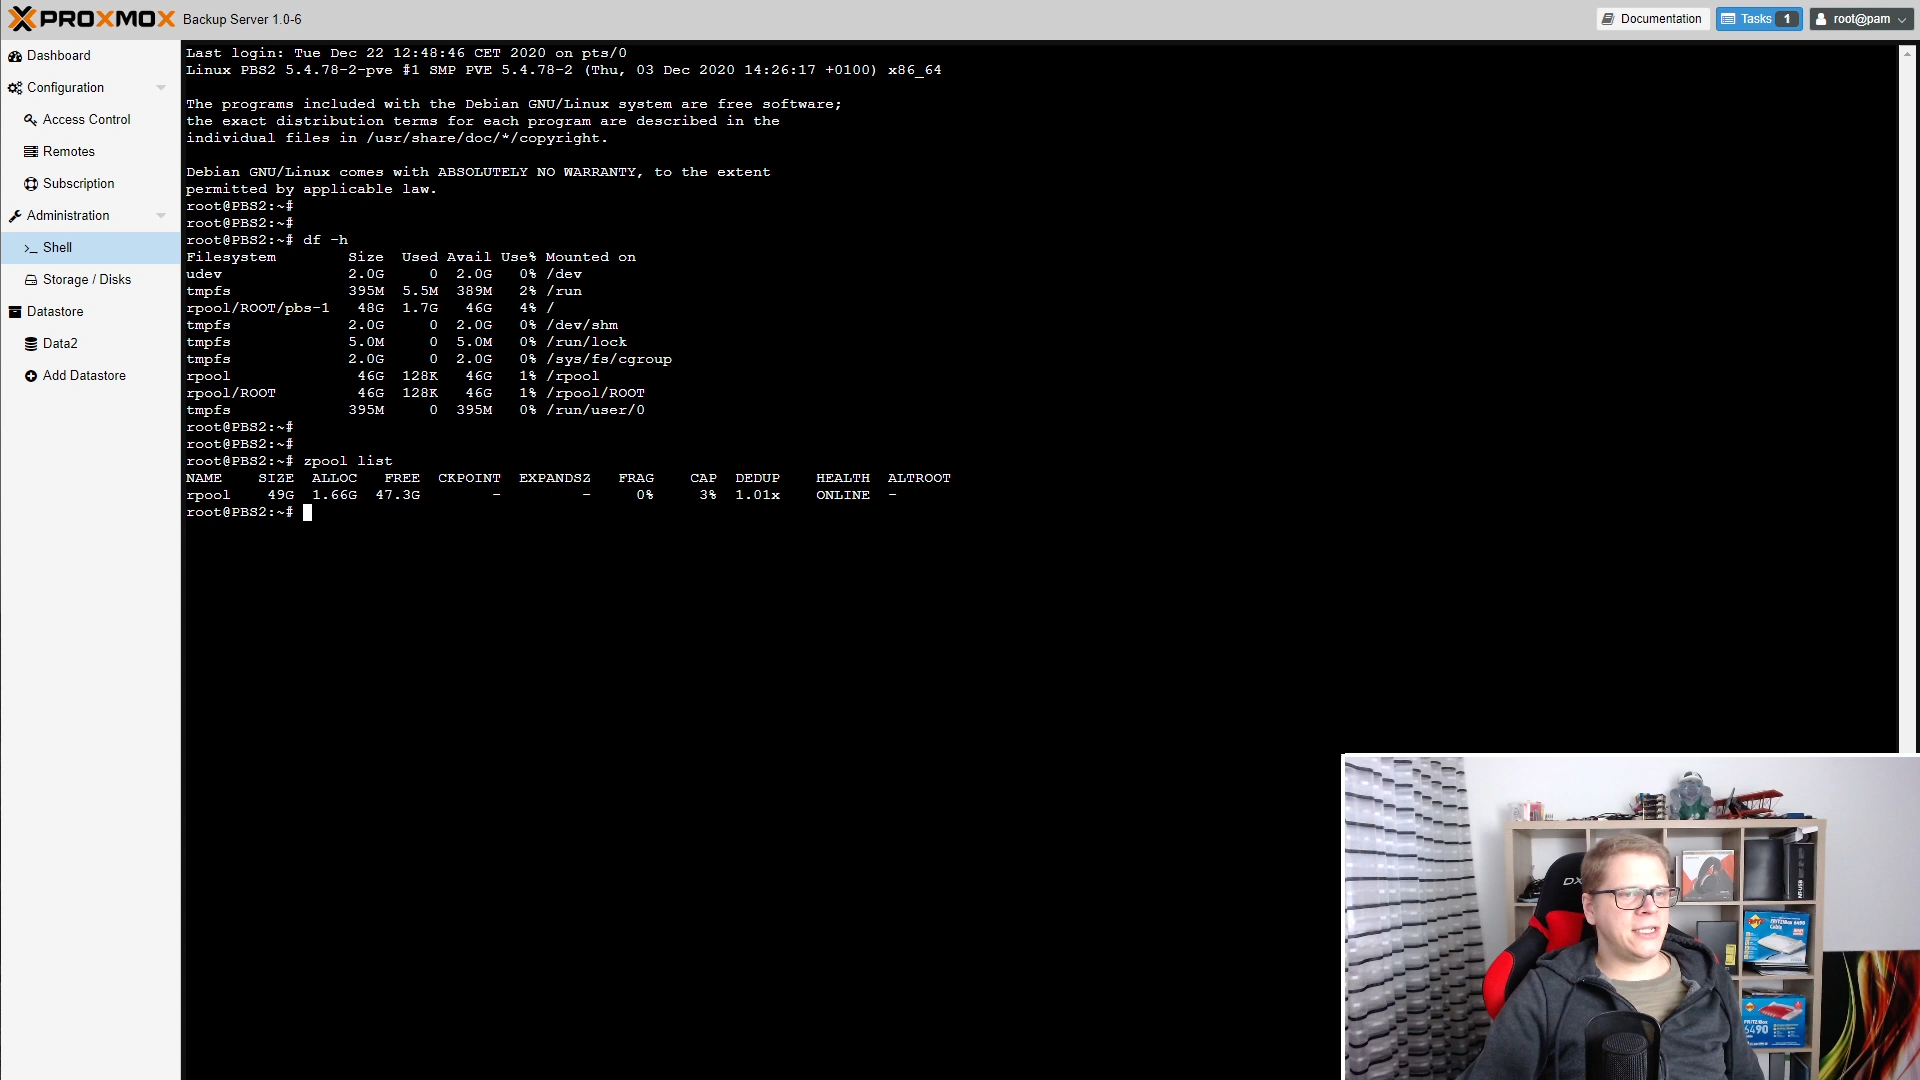 PROXMOX Backup Server 1.0-6
Documentation
Tasks 1
root@pam
Dashboard
Configuration
Access Control
Remotes
Subscription
Administration
Shell
Storage / Disks
Datastore
Data2
Add Datastore
Last login: Tue Dec 22 12:48:46 CET 2020 on pts/0
Linux PBS2 5.4.78-2-pve #1 SMP PVE 5.4.78-2 (Thu, 03 Dec 2020 14:26:17 +0100) x86_64
The programs included with the Debian GNU/Linux system are free software;
the exact distribution terms for each program are described in the
individual files in /usr/share/doc/*/copyright.
Debian GNU/Linux comes with ABSOLUTELY NO WARRANTY, to the extent
permitted by applicable law.
root@PBS2:~#
root@PBS2:~#
root@PBS2:~# df -h
Filesystem Size Used Avail Use% Mounted on
udev 2.0G 0 2.0G 0% /dev
tmpfs 395M 5.5M 389M 2% /run
rpool/ROOT/pbs-1 48G 1.7G 46G 4% /
tmpfs 2.0G 0 2.0G 0% /dev/shm
tmpfs 5.0M 0 5.0M 0% /run/lock
tmpfs 2.0G 0 2.0G 0% /sys/fs/cgroup
rpool 46G 128K 46G 1% /rpool
rpool/ROOT 46G 128K 46G 1% /rpool/ROOT
tmpfs 395M 0 395M 0% /run/user/0
root@PBS2:~#
root@PBS2:~#
root@PBS2:~# zpool list
NAME SIZE ALLOC FREE CKPOINT EXPANDSZ FRAG CAP DEDUP HEALTH ALTROOT
rpool 49G 1.66G 47.3G - - 0% 3% 1.01x ONLINE -
root@PBS2:~#
DX
FRITZ!Box 6490
Cable
FRITZ!Box
6490